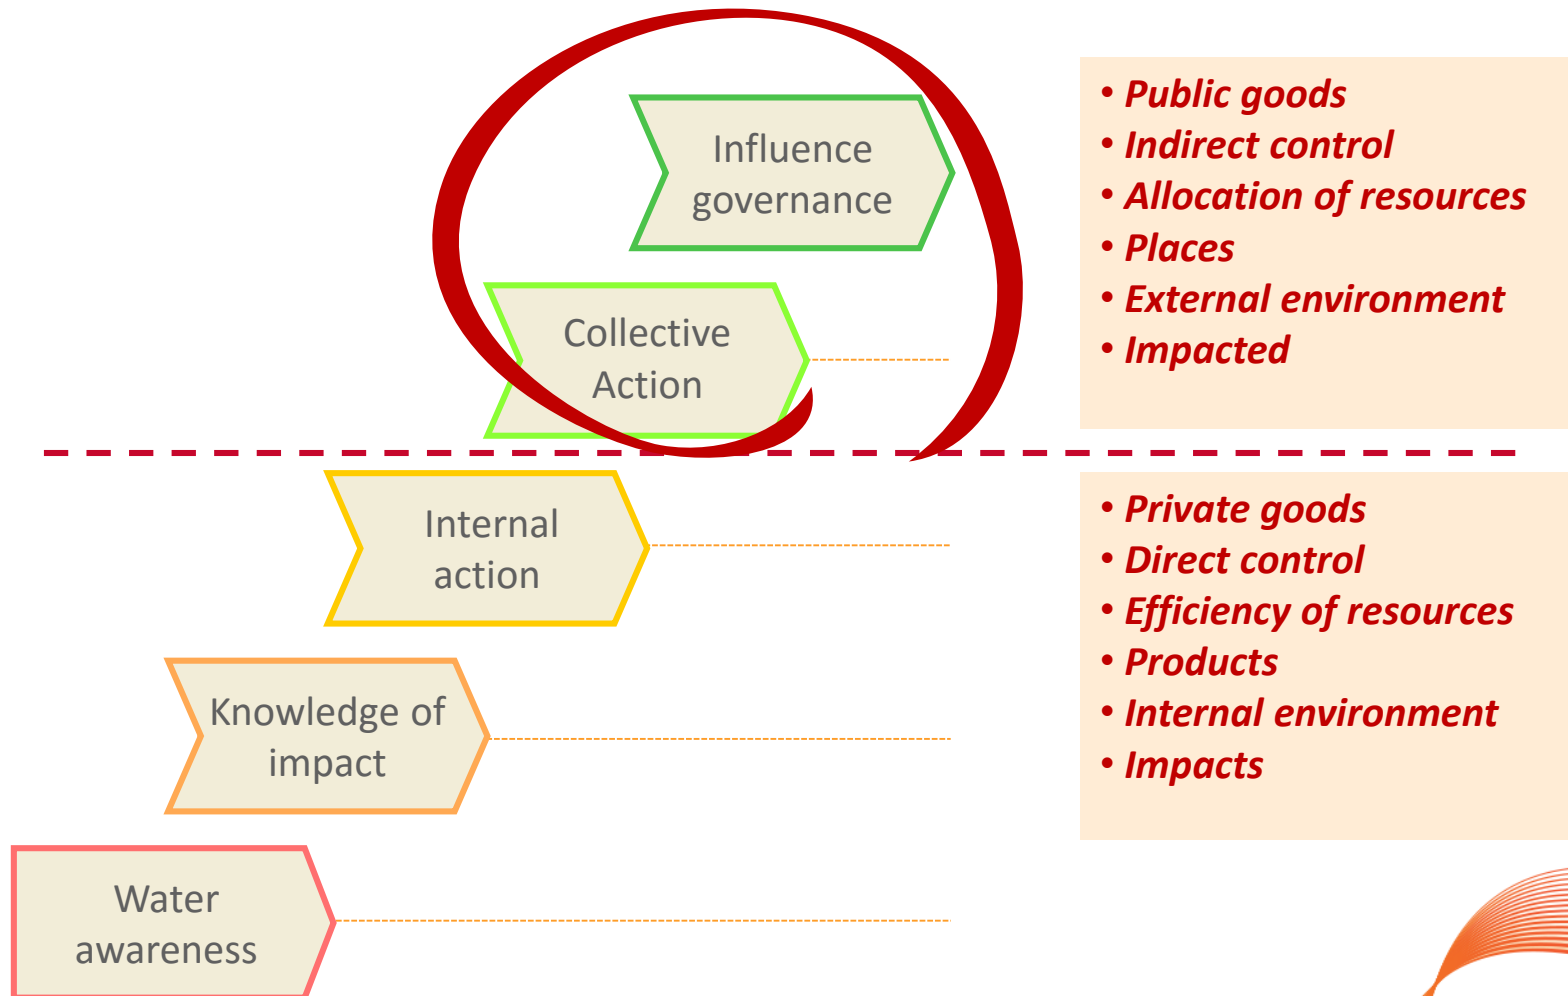 Influence
governance
• Public goods
• Indirect control
• Allocation of resources
• Places
• External environment
• Impacted
Collective
Action
Internal
action
• Private goods
• Direct control
• Efficiency of resources
• Products
• Internal environment
• Impacts
Knowledge of
impact
Water
awareness